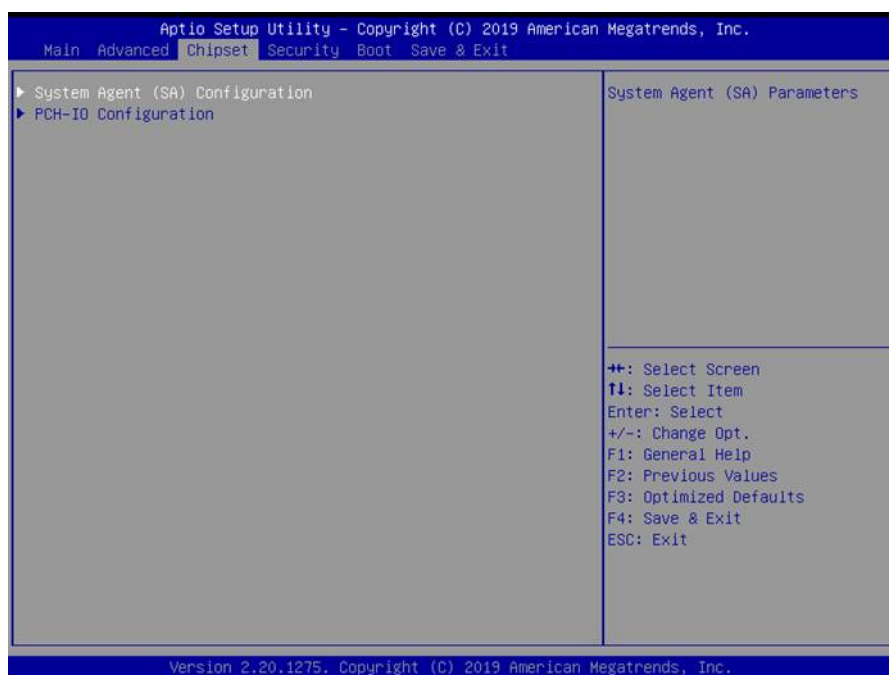 Aptio Setup Utility – Copyright (C) 2019 American Megatrends, Inc.
Main Advanced Chipset Security Boot Save & Exit
System Agent (SA) Configuration
PCH-IO Configuration
System Agent (SA) Parameters
→←: Select Screen
↑↓: Select Item
Enter: Select
+/-: Change Opt.
F1: General Help
F2: Previous Values
F3: Optimized Defaults
F4: Save & Exit
ESC: Exit
Version 2.20.1275. Copyright (C) 2019 American Megatrends, Inc.